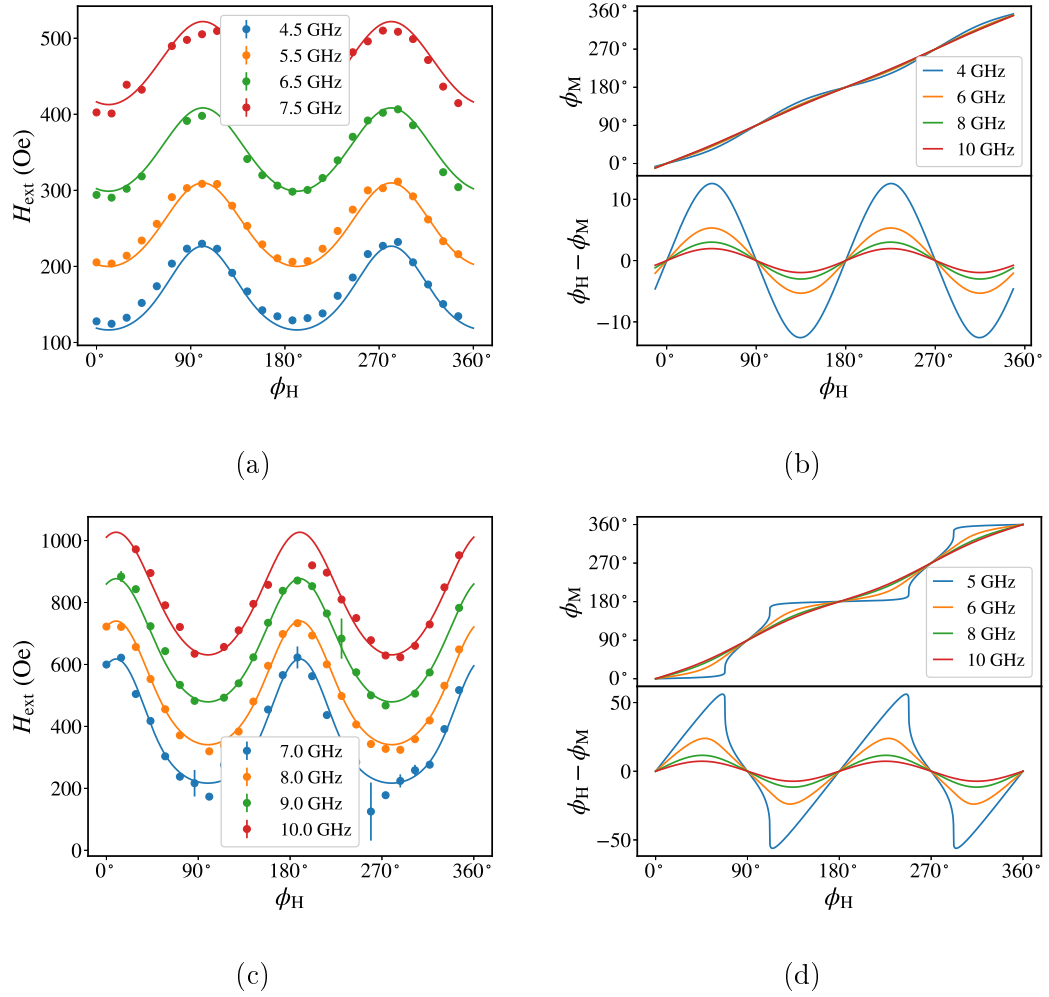 500
400
300
200
100
H_ext (Oe)
4.5 GHz
5.5 GHz
6.5 GHz
7.5 GHz
0° 90° 180° 270° 360°
ϕ_H
(a)
360°
270°
180°
90°
0°
ϕ_M
4 GHz
6 GHz
8 GHz
10 GHz
10
0
−10
ϕ_H − ϕ_M
0° 90° 180° 270° 360°
ϕ_H
(b)
1000
800
600
400
200
0
H_ext (Oe)
7.0 GHz
8.0 GHz
9.0 GHz
10.0 GHz
0° 90° 180° 270° 360°
ϕ_H
(c)
360°
270°
180°
90°
0°
ϕ_M
5 GHz
6 GHz
8 GHz
10 GHz
50
0
−50
ϕ_H − ϕ_M
0° 90° 180° 270° 360°
ϕ_H
(d)